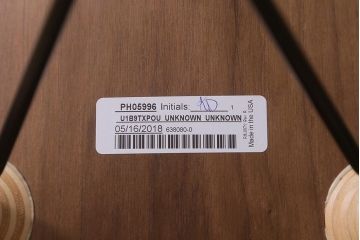 PH05996 Initials: AD 1
U1B9TXPOU UNKNOWN UNKNOWN
05/16/2018 638080-0
Made in the USA